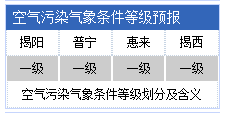 空气污染气象条件等级预报
揭阳 普宁 惠来 揭西
一级 一级 一级 一级
空气污染气象条件等级划分及含义